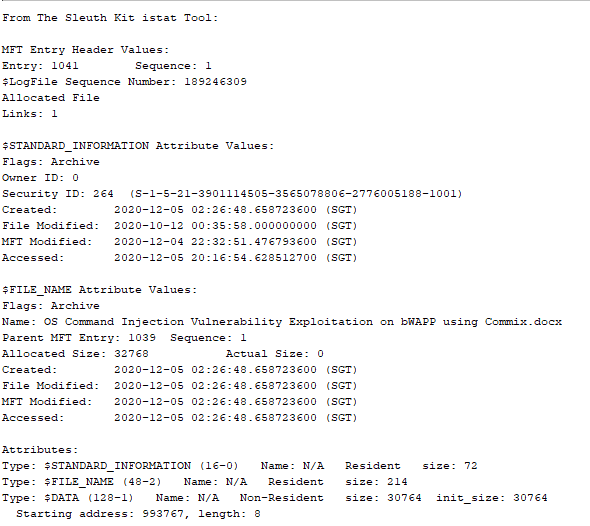 From The Sleuth Kit istat Tool:
MFT Entry Header Values:
Entry: 1041 Sequence: 1
$LogFile Sequence Number: 189246309
Allocated File
Links: 1
$STANDARD_INFORMATION Attribute Values:
Flags: Archive
Owner ID: 0
Security ID: 264 (S-1-5-21-3901114505-3565078806-2776005188-1001)
Created: 2020-12-05 02:26:48.658723600 (SGT)
File Modified: 2020-10-12 00:35:58.000000000 (SGT)
MFT Modified: 2020-12-04 22:32:51.476793600 (SGT)
Accessed: 2020-12-05 20:16:54.628512700 (SGT)
$FILE_NAME Attribute Values:
Flags: Archive
Name: OS Command Injection Vulnerability Exploitation on bWAPP using Commix.docx
Parent MFT Entry: 1039 Sequence: 1
Allocated Size: 32768 Actual Size: 0
Created: 2020-12-05 02:26:48.658723600 (SGT)
File Modified: 2020-12-05 02:26:48.658723600 (SGT)
MFT Modified: 2020-12-05 02:26:48.658723600 (SGT)
Accessed: 2020-12-05 02:26:48.658723600 (SGT)
Attributes:
Type: $STANDARD_INFORMATION (16-0) Name: N/A Resident size: 72
Type: $FILE_NAME (48-2) Name: N/A Resident size: 214
Type: $DATA (128-1) Name: N/A Non-Resident size: 30764 init_size: 30764
Starting address: 993767, length: 8